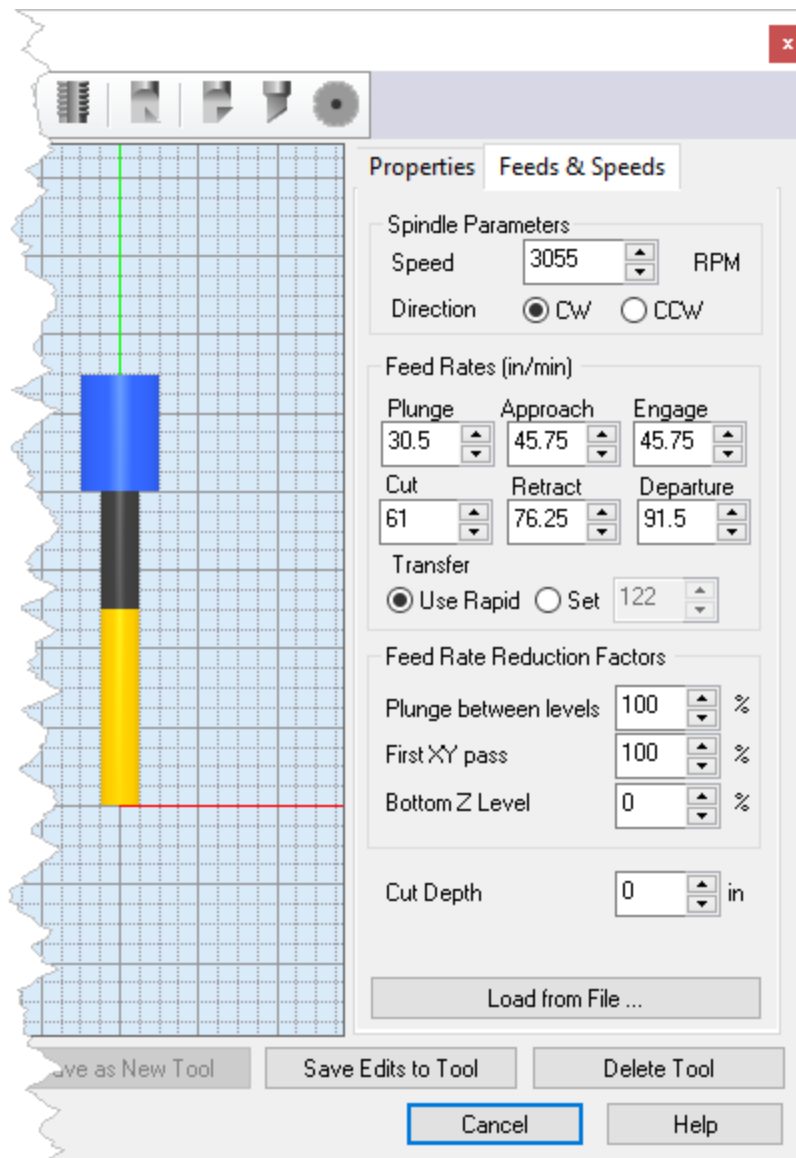 x
Properties Feeds & Speeds
Spindle Parameters
Speed 3055 RPM
Direction CW CCW
Feed Rates (in/min)
Plunge Approach Engage
30.5 45.75 45.75
Cut Retract Departure
61 76.25 91.5
Transfer
Use Rapid Set 122
Feed Rate Reduction Factors
Plunge between levels 100 %
First XY pass 100 %
Bottom Z Level 0 %
Cut Depth 0 in
Load from File ...
ave as New Tool Save Edits to Tool Delete Tool
Cancel Help